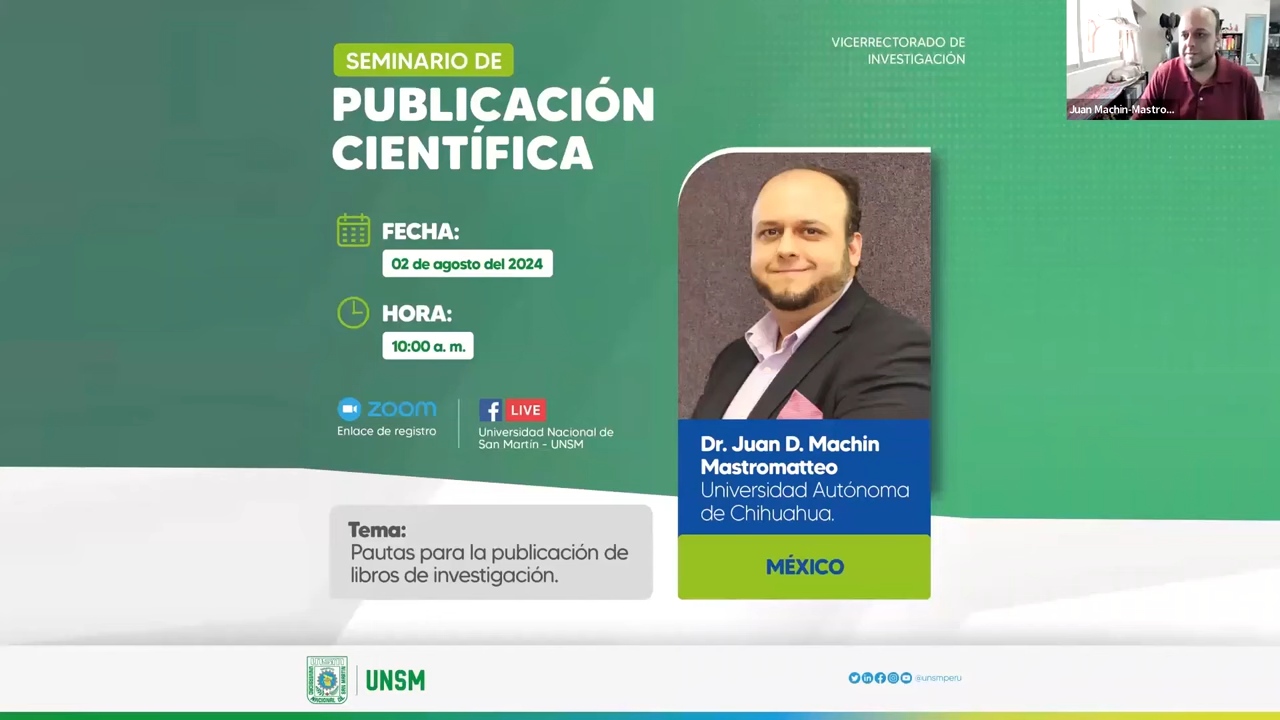 SEMINARIO DE
PUBLICACIÓN
CIENTÍFICA
VICERRECTORADO DE
INVESTIGACIÓN
Juan Machin-Mastro...
FECHA:
02 de agosto del 2024
HORA:
10:00 a. m.
zoom
Enlace de registro
f LIVE
Universidad Nacional de
San Martín - UNSM
Dr. Juan D. Machin
Mastromatteo
Universidad Autónoma
de Chihuahua.
MÉXICO
Tema:
Pautas para la publicación de
libros de investigación.
UNSM
@unsmperu